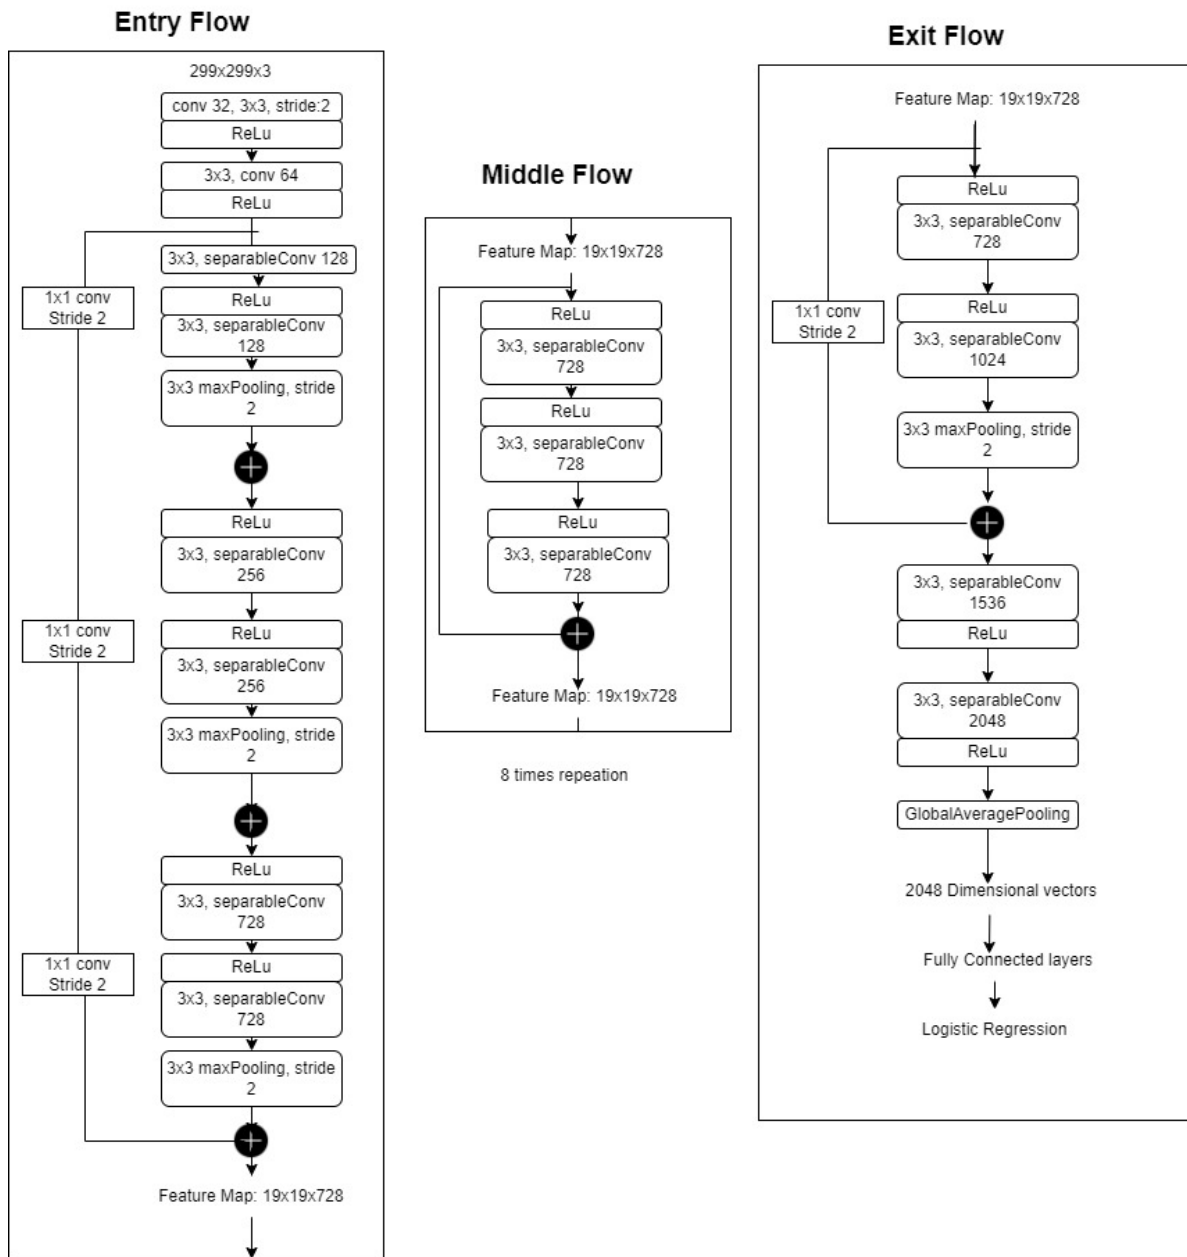 Entry Flow
299x299x3
conv 32, 3x3, stride:2
ReLu
3x3, conv 64
ReLu
3x3, separableConv 128
1x1 conv
Stride 2
ReLu
3x3, separableConv
128
3x3 maxPooling, stride
2
ReLu
3x3, separableConv
256
1x1 conv
Stride 2
ReLu
3x3, separableConv
256
3x3 maxPooling, stride
2
ReLu
3x3, separableConv
728
1x1 conv
Stride 2
ReLu
3x3, separableConv
728
3x3 maxPooling, stride
2
Feature Map: 19x19x728
Middle Flow
Feature Map: 19x19x728
ReLu
3x3, separableConv
728
ReLu
3x3, separableConv
728
ReLu
3x3, separableConv
728
Feature Map: 19x19x728
8 times repeation
Exit Flow
Feature Map: 19x19x728
ReLu
3x3, separableConv
728
1x1 conv
Stride 2
ReLu
3x3, separableConv
1024
3x3 maxPooling, stride
2
3x3, separableConv
1536
ReLu
3x3, separableConv
2048
ReLu
GlobalAveragePooling
2048 Dimensional vectors
Fully Connected layers
Logistic Regression